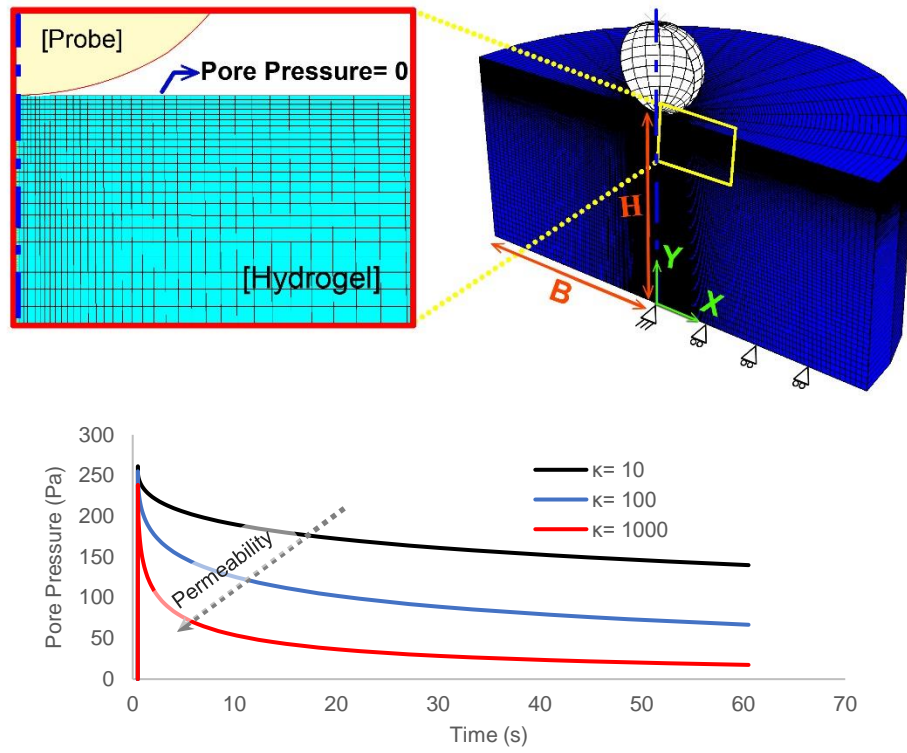 [Probe]
Pore Pressure= 0
[Hydrogel]
H
B
Y
X
Pore Pressure (Pa)
300
250
200
150
100
50
0
κ= 10
κ= 100
κ= 1000
Permeability
0 10 20 30 40 50 60 70
Time (s)